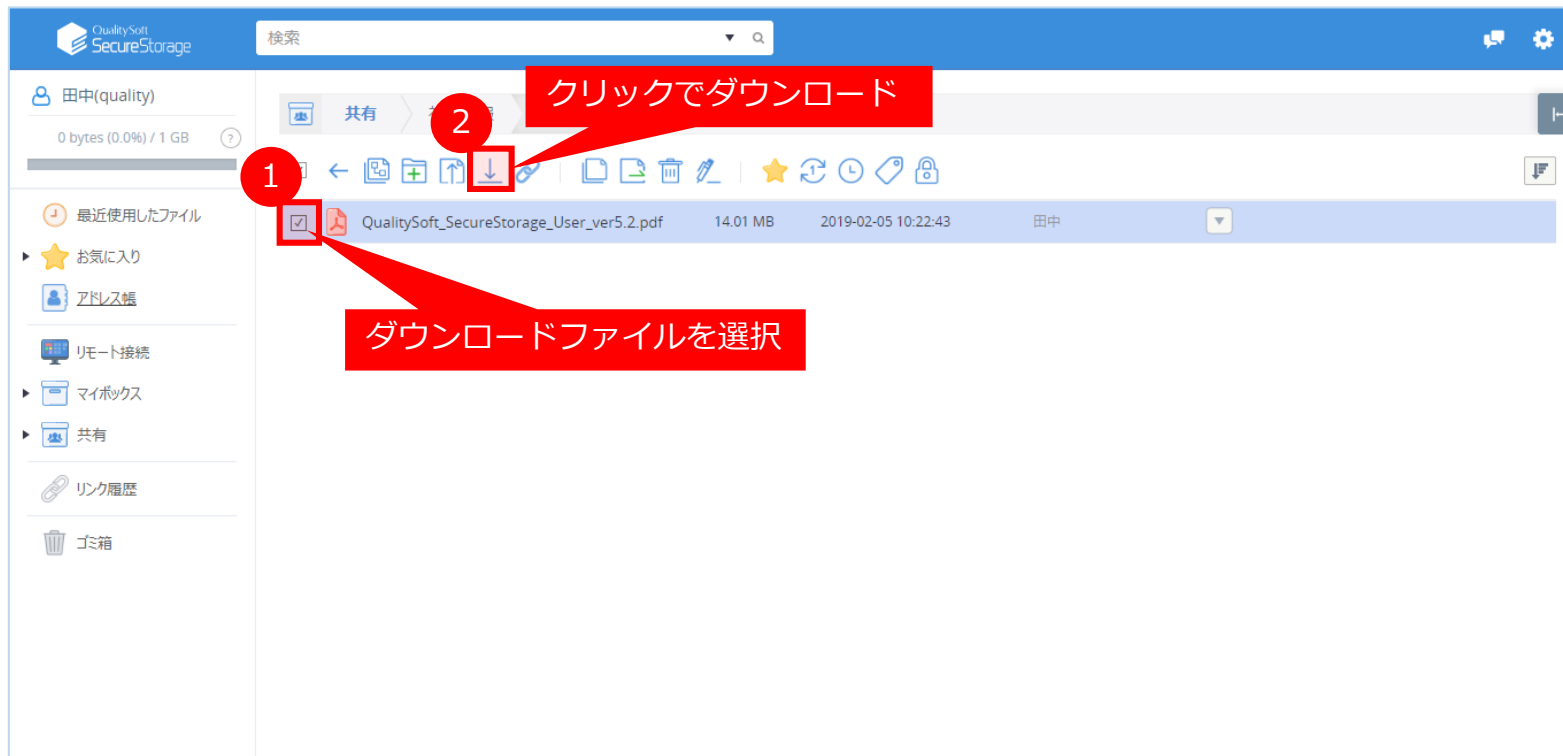 QualitySoft
SecureStorage
検索
田中(quality)
0 bytes (0.0%) / 1 GB ?
最近使用したファイル
お気に入り
アドレス帳
リモート接続
マイボックス
共有
リンク履歴
ゴミ箱
共有
2
クリックでダウンロード
1
QualitySoft_SecureStorage_User_ver5.2.pdf 14.01 MB 2019-02-05 10:22:43 田中
ダウンロードファイルを選択